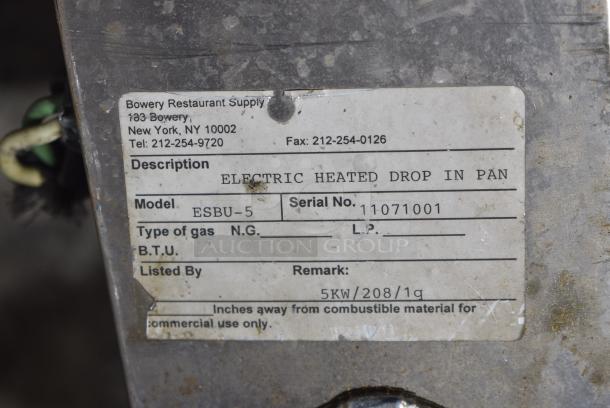 Bowery Restaurant Supply
183 Bowery,
New York, NY 10002
Tel: 212-254-9720 Fax: 212-254-0126
Description ELECTRIC HEATED DROP IN PAN
Model ESBU-5 Serial No. 11071001
Type of gas N.G. L.P.
B.T.U.
AUCTION GROUP
Listed By Remark:
5KW/208/1g
Inches away from combustible material for
commercial use only.